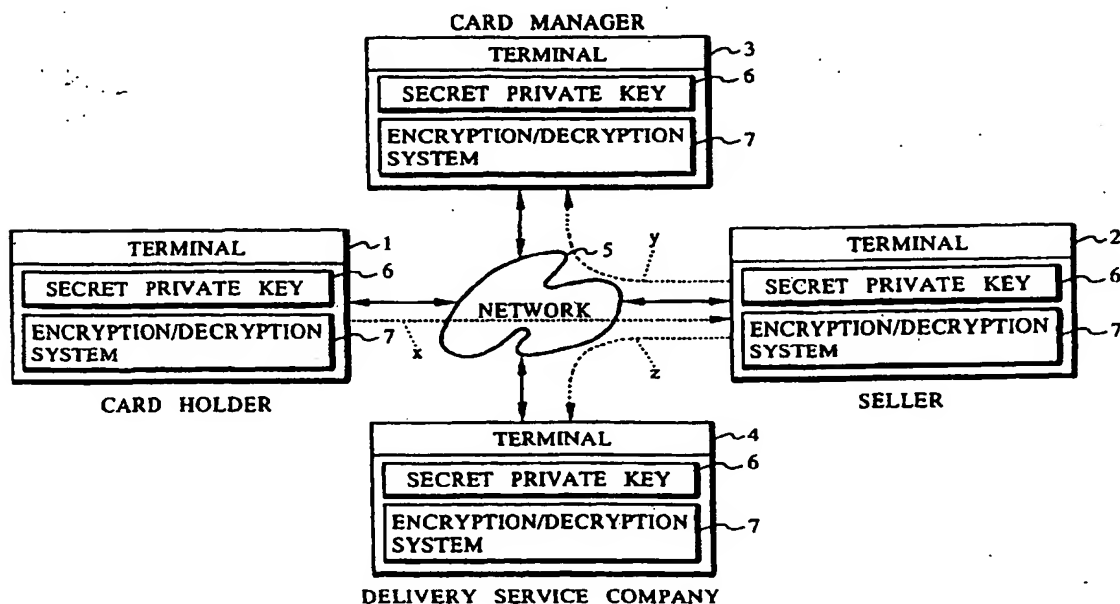 CARD MANAGER
TERMINAL
3
SECRET PRIVATE KEY
6
ENCRYPTION/DECRYPTION
SYSTEM
7
TERMINAL
1
SECRET PRIVATE KEY
6
ENCRYPTION/DECRYPTION
SYSTEM
7
CARD HOLDER
5
NETWORK
x
y
z
TERMINAL
2
SECRET PRIVATE KEY
6
ENCRYPTION/DECRYPTION
SYSTEM
7
SELLER
TERMINAL
4
SECRET PRIVATE KEY
6
ENCRYPTION/DECRYPTION
SYSTEM
7
DELIVERY SERVICE COMPANY